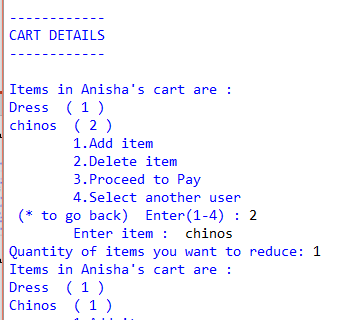 ------------
CART DETAILS
------------
Items in Anisha's cart are :
Dress  ( 1 )
chinos  ( 2 )
        1.Add item
        2.Delete item
        3.Proceed to Pay
        4.Select another user
 (* to go back)  Enter(1-4) : 2
        Enter item :  chinos
Quantity of items you want to reduce: 1
Items in Anisha's cart are :
Dress  ( 1 )
Chinos  ( 1 )